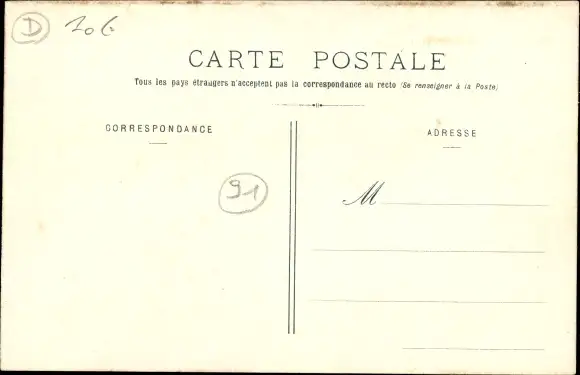 D
CARTE POSTALE
Tous les pays étrangers n'acceptent pas la correspondance au recto (Se renseigner à la Poste)
CORRESPONDANCE
ADRESSE
91
M